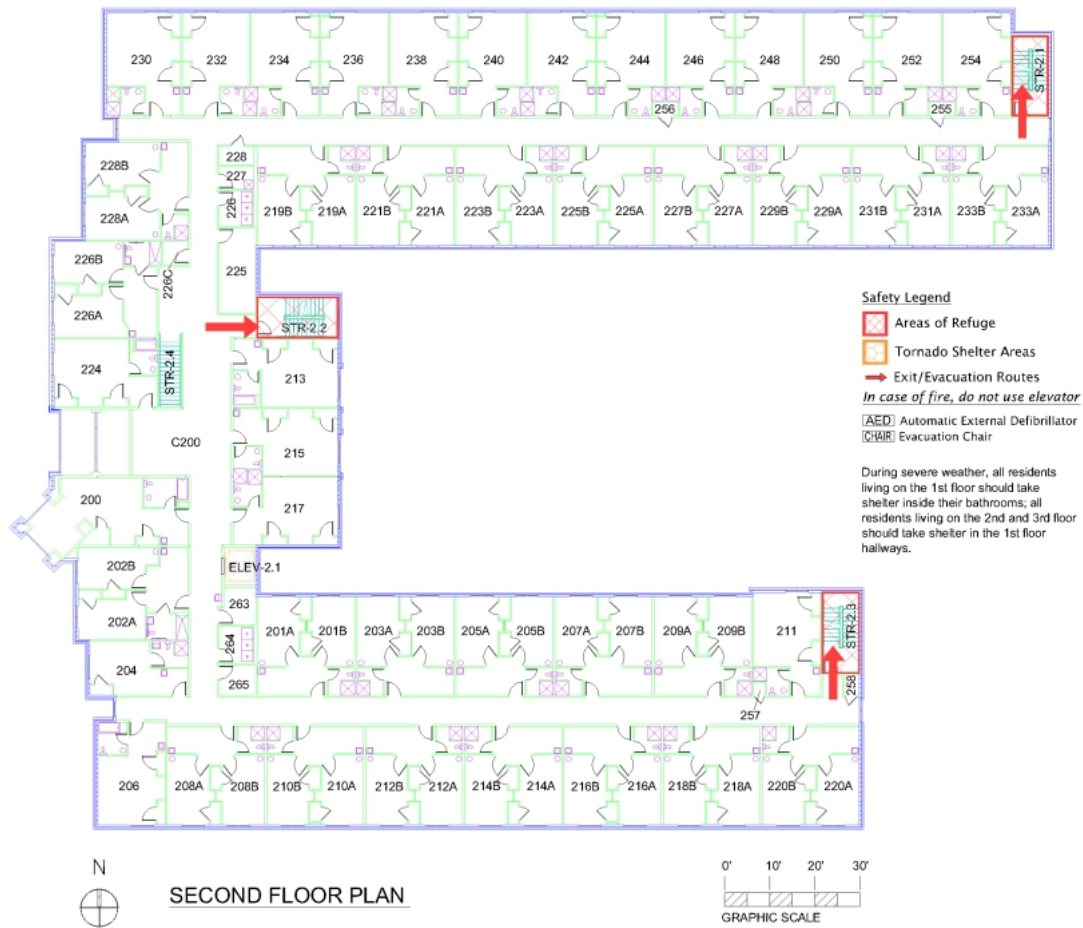 230 232 234 236 238 240 242 244 246 248 250 252 254
STR-2.1
256 255
228B 228
227
228A 226 219B 219A 221B 221A 223B 223A 225B 225A 227B 227A 229B 229A 231B 231A 233B 233A
226B 226C 225
226A
STR-2.2
224 STR-2.4 213
C200 215
200 217
202B ELEV-2.1
202A 263 201A 201B 203A 203B 205A 205B 207A 207B 209A 209B 211 STR-2.3
264
204 265 258
257
206 208A 208B 210B 210A 212B 212A 214B 214A 216B 216A 218B 218A 220B 220A
Safety Legend
Areas of Refuge
Tornado Shelter Areas
Exit/Evacuation Routes
In case of fire, do not use elevator
AED Automatic External Defibrillator
CHAIR Evacuation Chair
During severe weather, all residents
living on the 1st floor should take
shelter inside their bathrooms; all
residents living on the 2nd and 3rd floor
should take shelter in the 1st floor
hallways.
N
SECOND FLOOR PLAN
0' 10' 20' 30'
GRAPHIC SCALE